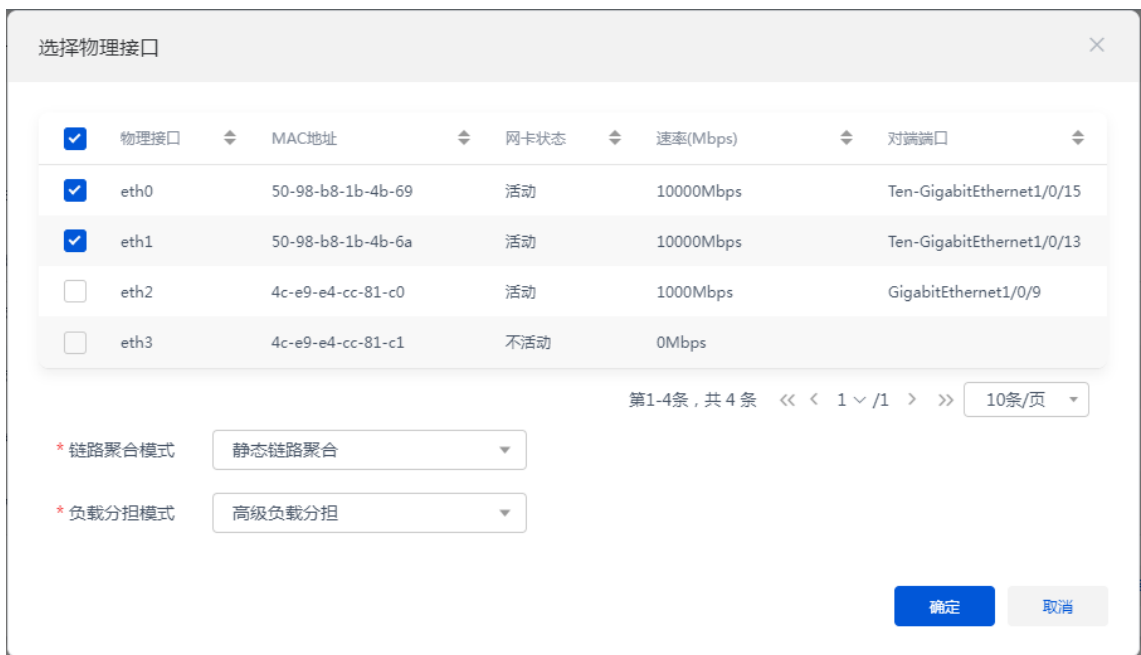 选择物理接口
物理接口 MAC地址 网卡状态 速率(Mbps) 对端端口
eth0 50-98-b8-1b-4b-69 活动 10000Mbps Ten-GigabitEthernet1/0/15
eth1 50-98-b8-1b-4b-6a 活动 10000Mbps Ten-GigabitEthernet1/0/13
eth2 4c-e9-e4-cc-81-c0 活动 1000Mbps GigabitEthernet1/0/9
eth3 4c-e9-e4-cc-81-c1 不活动 0Mbps
第1-4条，共 4 条 « ‹ 1 /1 › » 10条/页
* 链路聚合模式 静态链路聚合
* 负载分担模式 高级负载分担
确定 取消